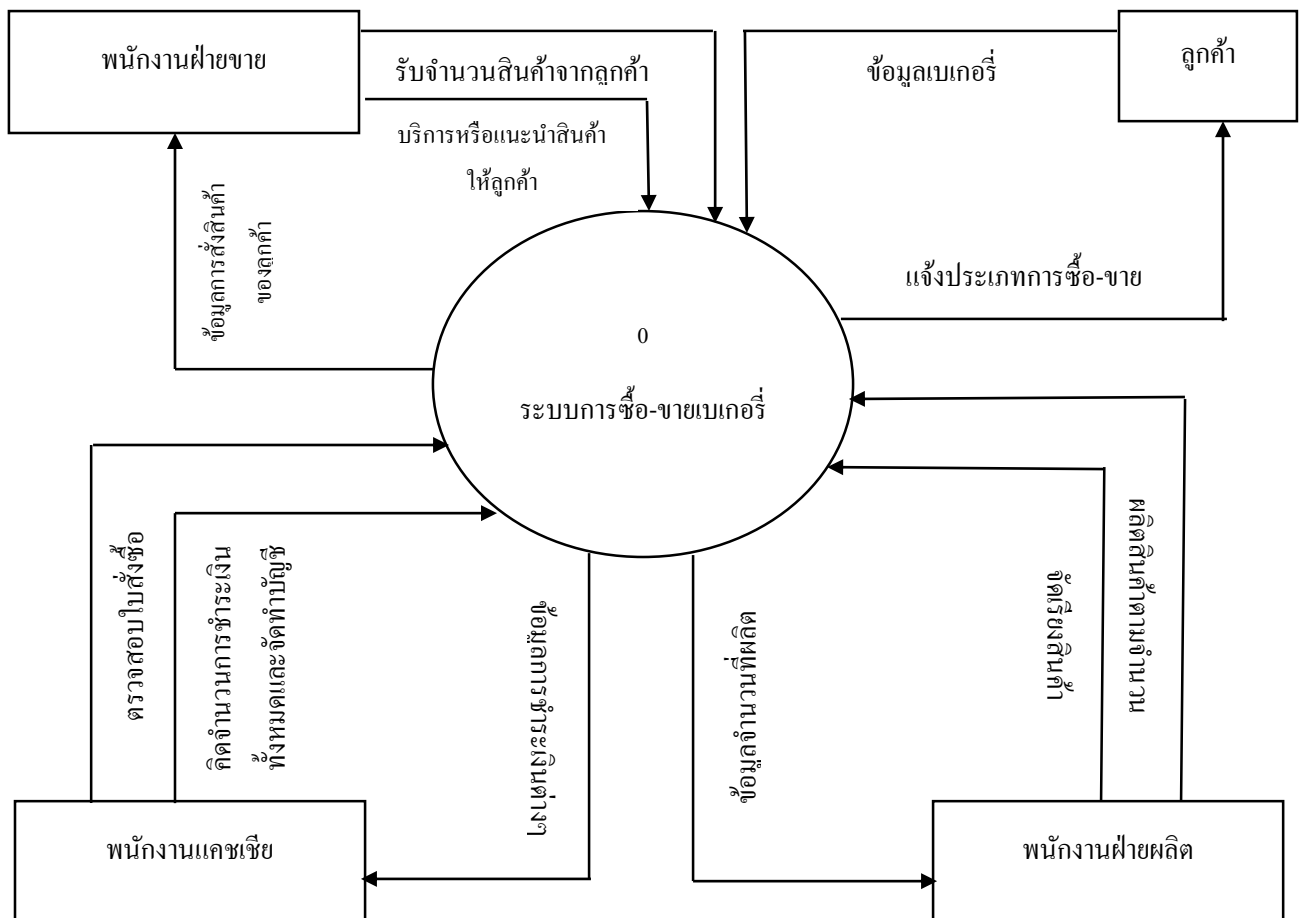 พนักงานฝ่ายขาย
ลูกค้า
รับจำนวนสินค้าจากลูกค้า
ข้อมูลเบเกอรี่
บริการหรือแนะนำสินค้า
ให้ลูกค้า
ข้อมูลการสั่งสินค้า
ของลูกค้า
แจ้งประเภทการซื้อ-ขาย
0
ระบบการซื้อ-ขายเบเกอรี่
ตรวจสอบใบสั่งซื้อ
คิดจำนวนการชำระเงิน
ทั้งหมดและจัดทำบัญชี
ข้อมูลการชำระเงินต่างๆ
ข้อมูลจำนวนที่ผลิต
จัดเรียงสินค้า
ผลิตสินค้าตามจำนวน
พนักงานแคชเชีย
พนักงานฝ่ายผลิต